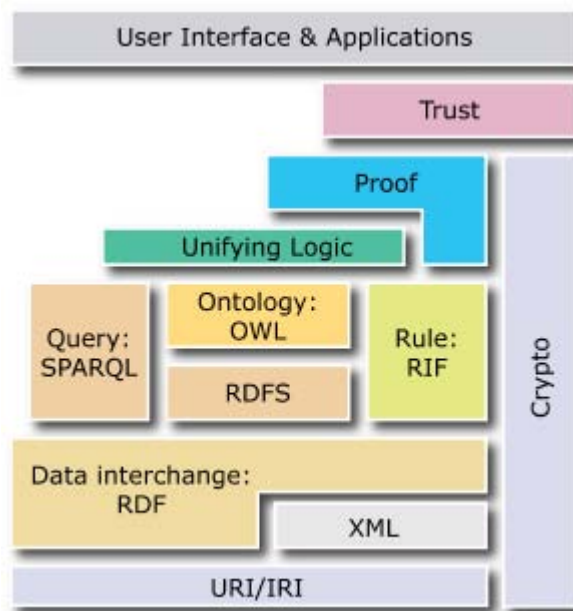 User Interface & Applications
Trust
Proof
Unifying Logic
Query:
SPARQL
Ontology:
OWL
RDFS
Rule:
RIF
Crypto
Data interchange:
RDF
XML
URI/IRI